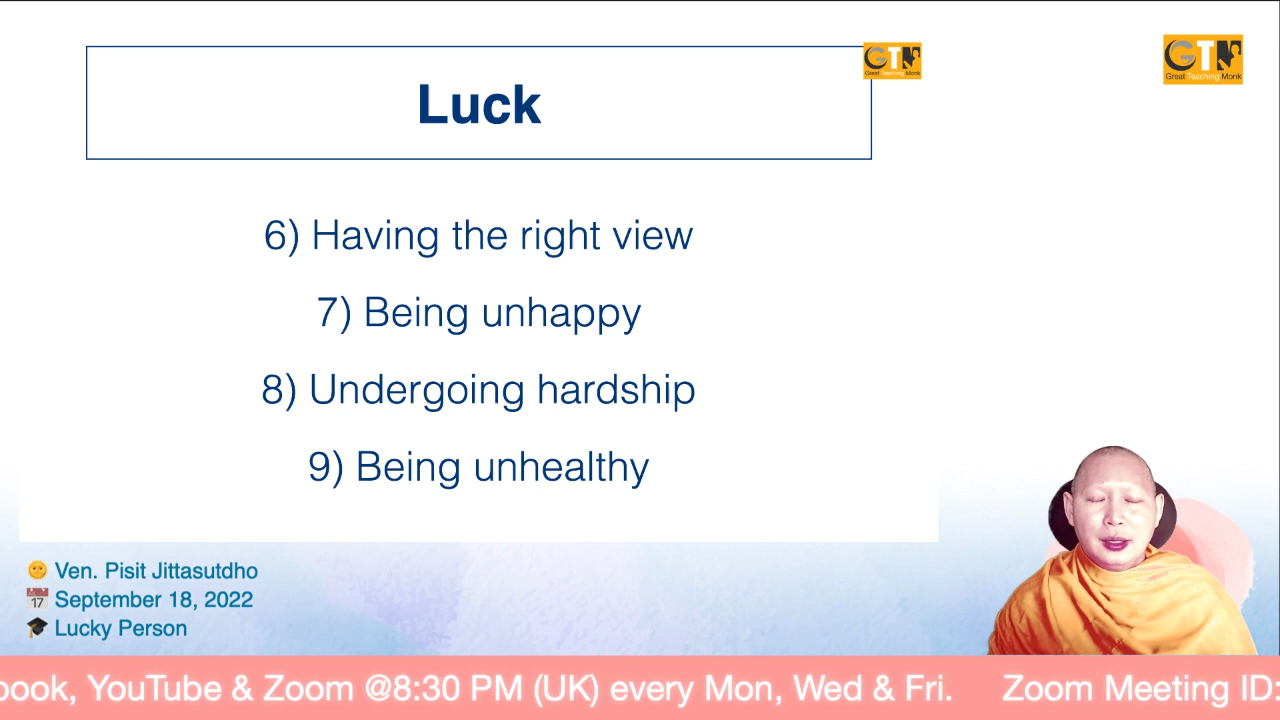 Luck
GTM
Great Teaching Monk
GTM
Great Teaching Monk
6) Having the right view
7) Being unhappy
8) Undergoing hardship
9) Being unhealthy
17
Ven. Pisit Jittasutdho
September 18, 2022
Lucky Person
book, YouTube & Zoom @8:30 PM (UK) every Mon, Wed & Fri. Zoom Meeting ID: